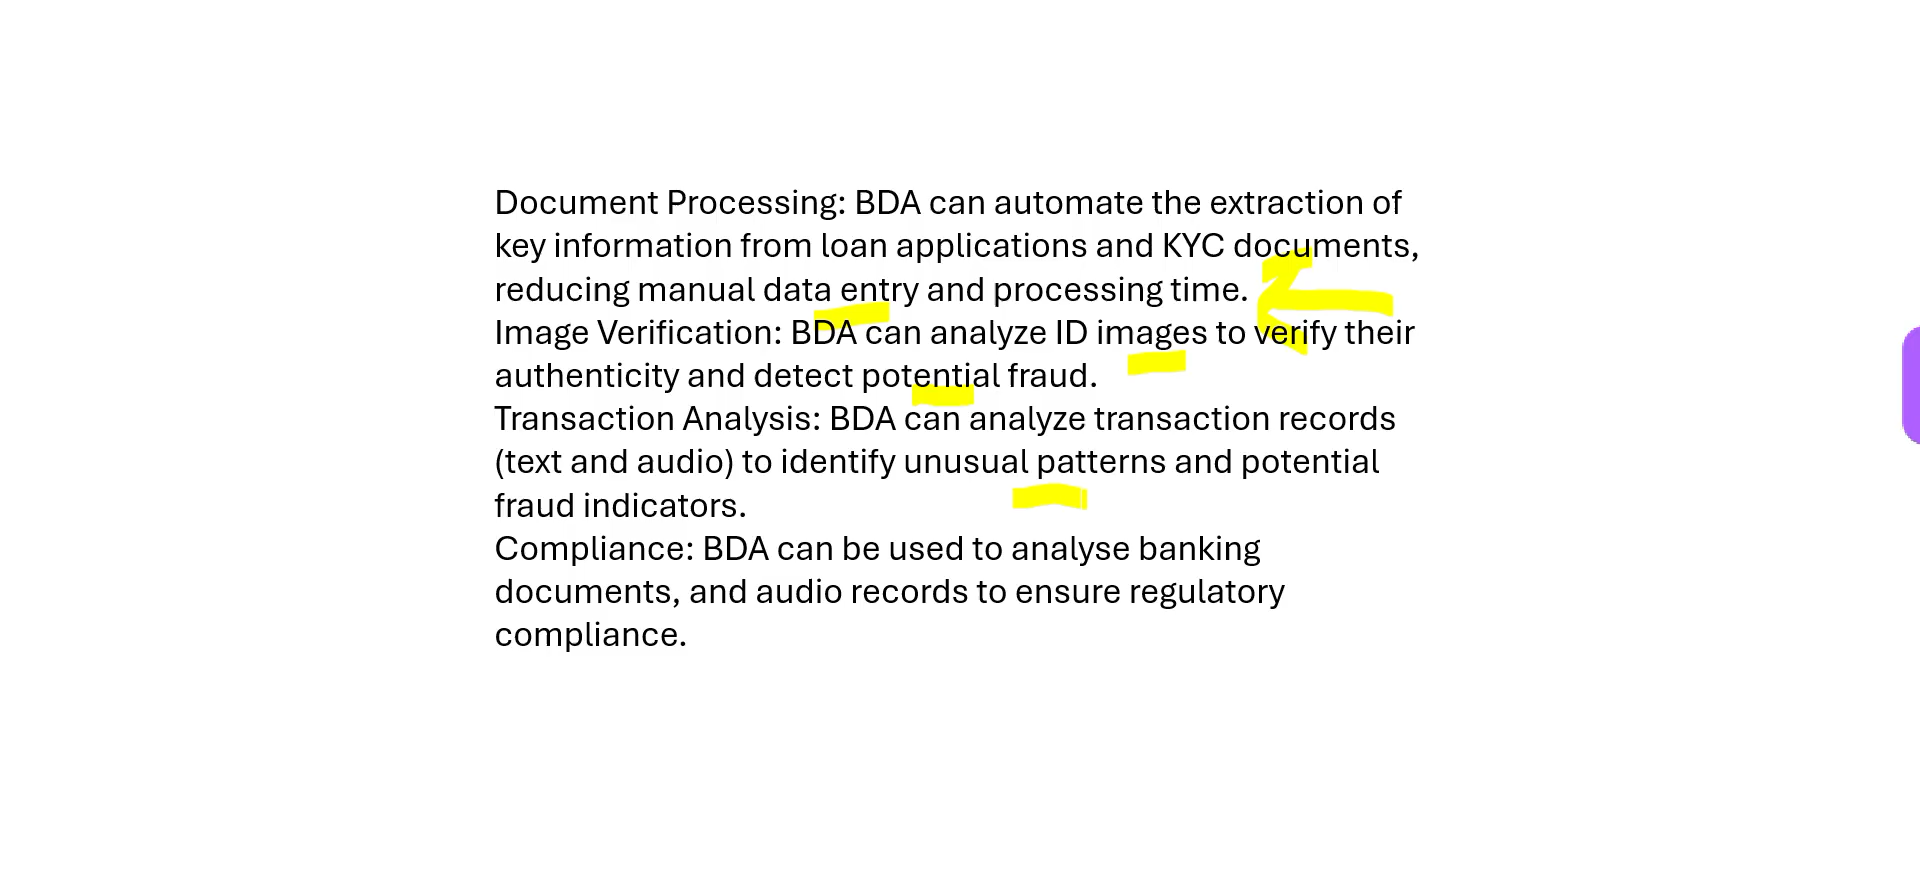 Document Processing: BDA can automate the extraction of
key information from loan applications and KYC documents,
reducing manual data entry and processing time.
Image Verification: BDA can analyze ID images to verify their
authenticity and detect potential fraud.
Transaction Analysis: BDA can analyze transaction records
(text and audio) to identify unusual patterns and potential
fraud indicators.
Compliance: BDA can be used to analyse banking
documents, and audio records to ensure regulatory
compliance.